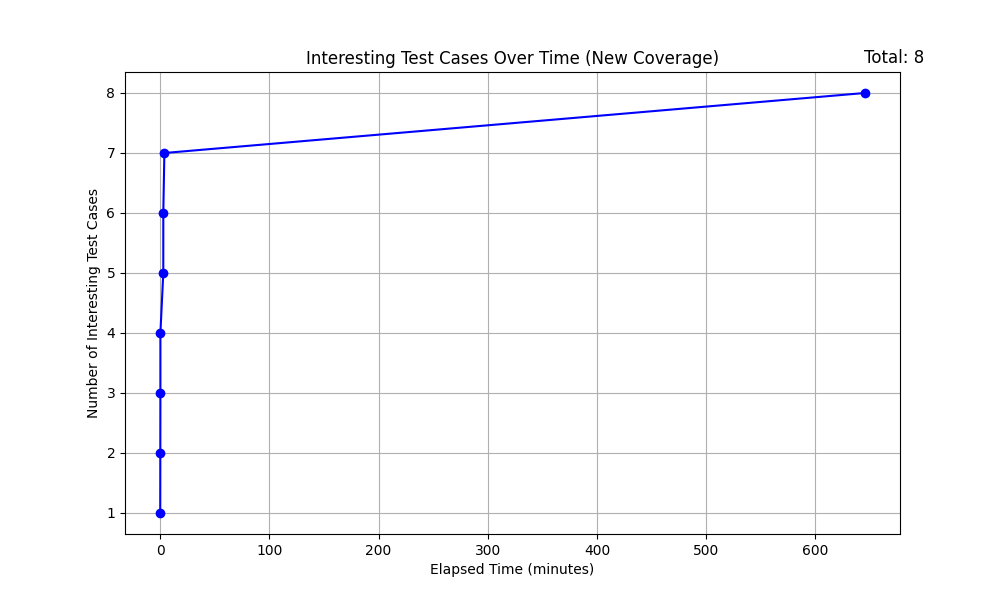 Interesting Test Cases Over Time (New Coverage)
Total: 8
Number of Interesting Test Cases
8
7
6
5
4
3
2
1
0 100 200 300 400 500 600
Elapsed Time (minutes)